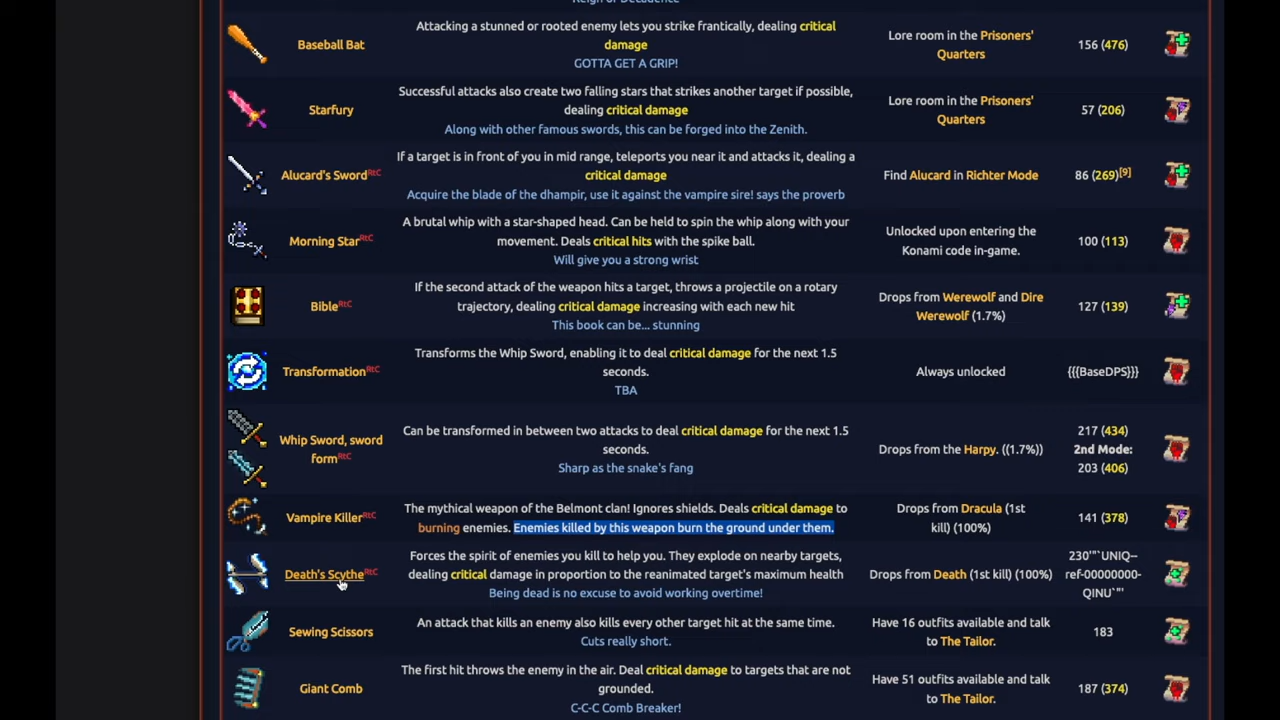 Reign of Decadence
Baseball Bat
Attacking a stunned or rooted enemy lets you strike frantically, dealing critical
damage
GOTTA GET A GRIP!
Lore room in the Prisoners'
Quarters
156 (476)
Starfury
Successful attacks also create two falling stars that strikes another target if possible,
dealing critical damage
Along with other famous swords, this can be forged into the Zenith.
Lore room in the Prisoners'
Quarters
57 (206)
Alucard's SwordRtC
If a target is in front of you in mid range, teleports you near it and attacks it, dealing a
critical damage
Acquire the blade of the dhampir, use it against the vampire sire! says the proverb
Find Alucard in Richter Mode
86 (269)[9]
Morning StarRtC
A brutal whip with a star-shaped head. Can be held to spin the whip along with your
movement. Deals critical hits with the spike ball.
Will give you a strong wrist
Unlocked upon entering the
Konami code in-game.
100 (113)
BibleRtC
If the second attack of the weapon hits a target, throws a projectile on a rotary
trajectory, dealing critical damage increasing with each new hit
This book can be... stunning
Drops from Werewolf and Dire
Werewolf (1.7%)
127 (139)
TransformationRtC
Transforms the Whip Sword, enabling it to deal critical damage for the next 1.5
seconds.
TBA
Always unlocked
{{{BaseDPS}}}
Whip Sword, sword
formRtC
Can be transformed in between two attacks to deal critical damage for the next 1.5
seconds.
Sharp as the snake's fang
Drops from the Harpy. ((1.7%))
217 (434)
2nd Mode:
203 (406)
Vampire KillerRtC
The mythical weapon of the Belmont clan! Ignores shields. Deals critical damage to
burning enemies. Enemies killed by this weapon burn the ground under them.
Drops from Dracula (1st
kill) (100%)
141 (378)
Death's ScytheRtC
Forces the spirit of enemies you kill to help you. They explode on nearby targets,
dealing critical damage in proportion to the reanimated target's maximum health
Being dead is no excuse to avoid working overtime!
Drops from Death (1st kill) (100%)
230'"`UNIQ--
ref-00000000-
QINU`"'
Sewing Scissors
An attack that kills an enemy also kills every other target hit at the same time.
Cuts really short.
Have 16 outfits available and talk
to The Tailor.
183
Giant Comb
The first hit throws the enemy in the air. Deal critical damage to targets that are not
grounded.
C-C-C Comb Breaker!
Have 51 outfits available and talk
to The Tailor.
187 (374)